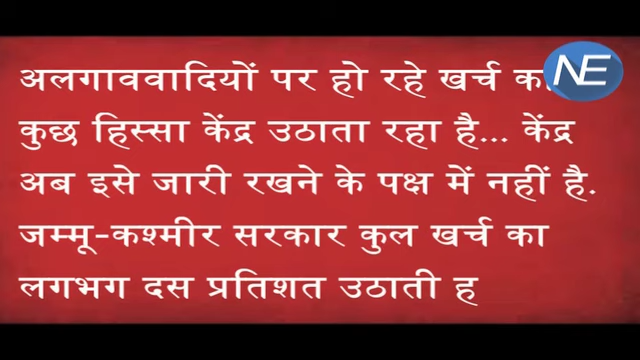 अलगाववादियों पर हो रहे खर्च का
NE
कुछ हिस्सा केंद्र उठाता रहा है... केंद्र
अब इसे जारी रखने के पक्ष में नहीं है.
जम्मू-कश्मीर सरकार कुल खर्च का
लगभग दस प्रतिशत उठाती ह